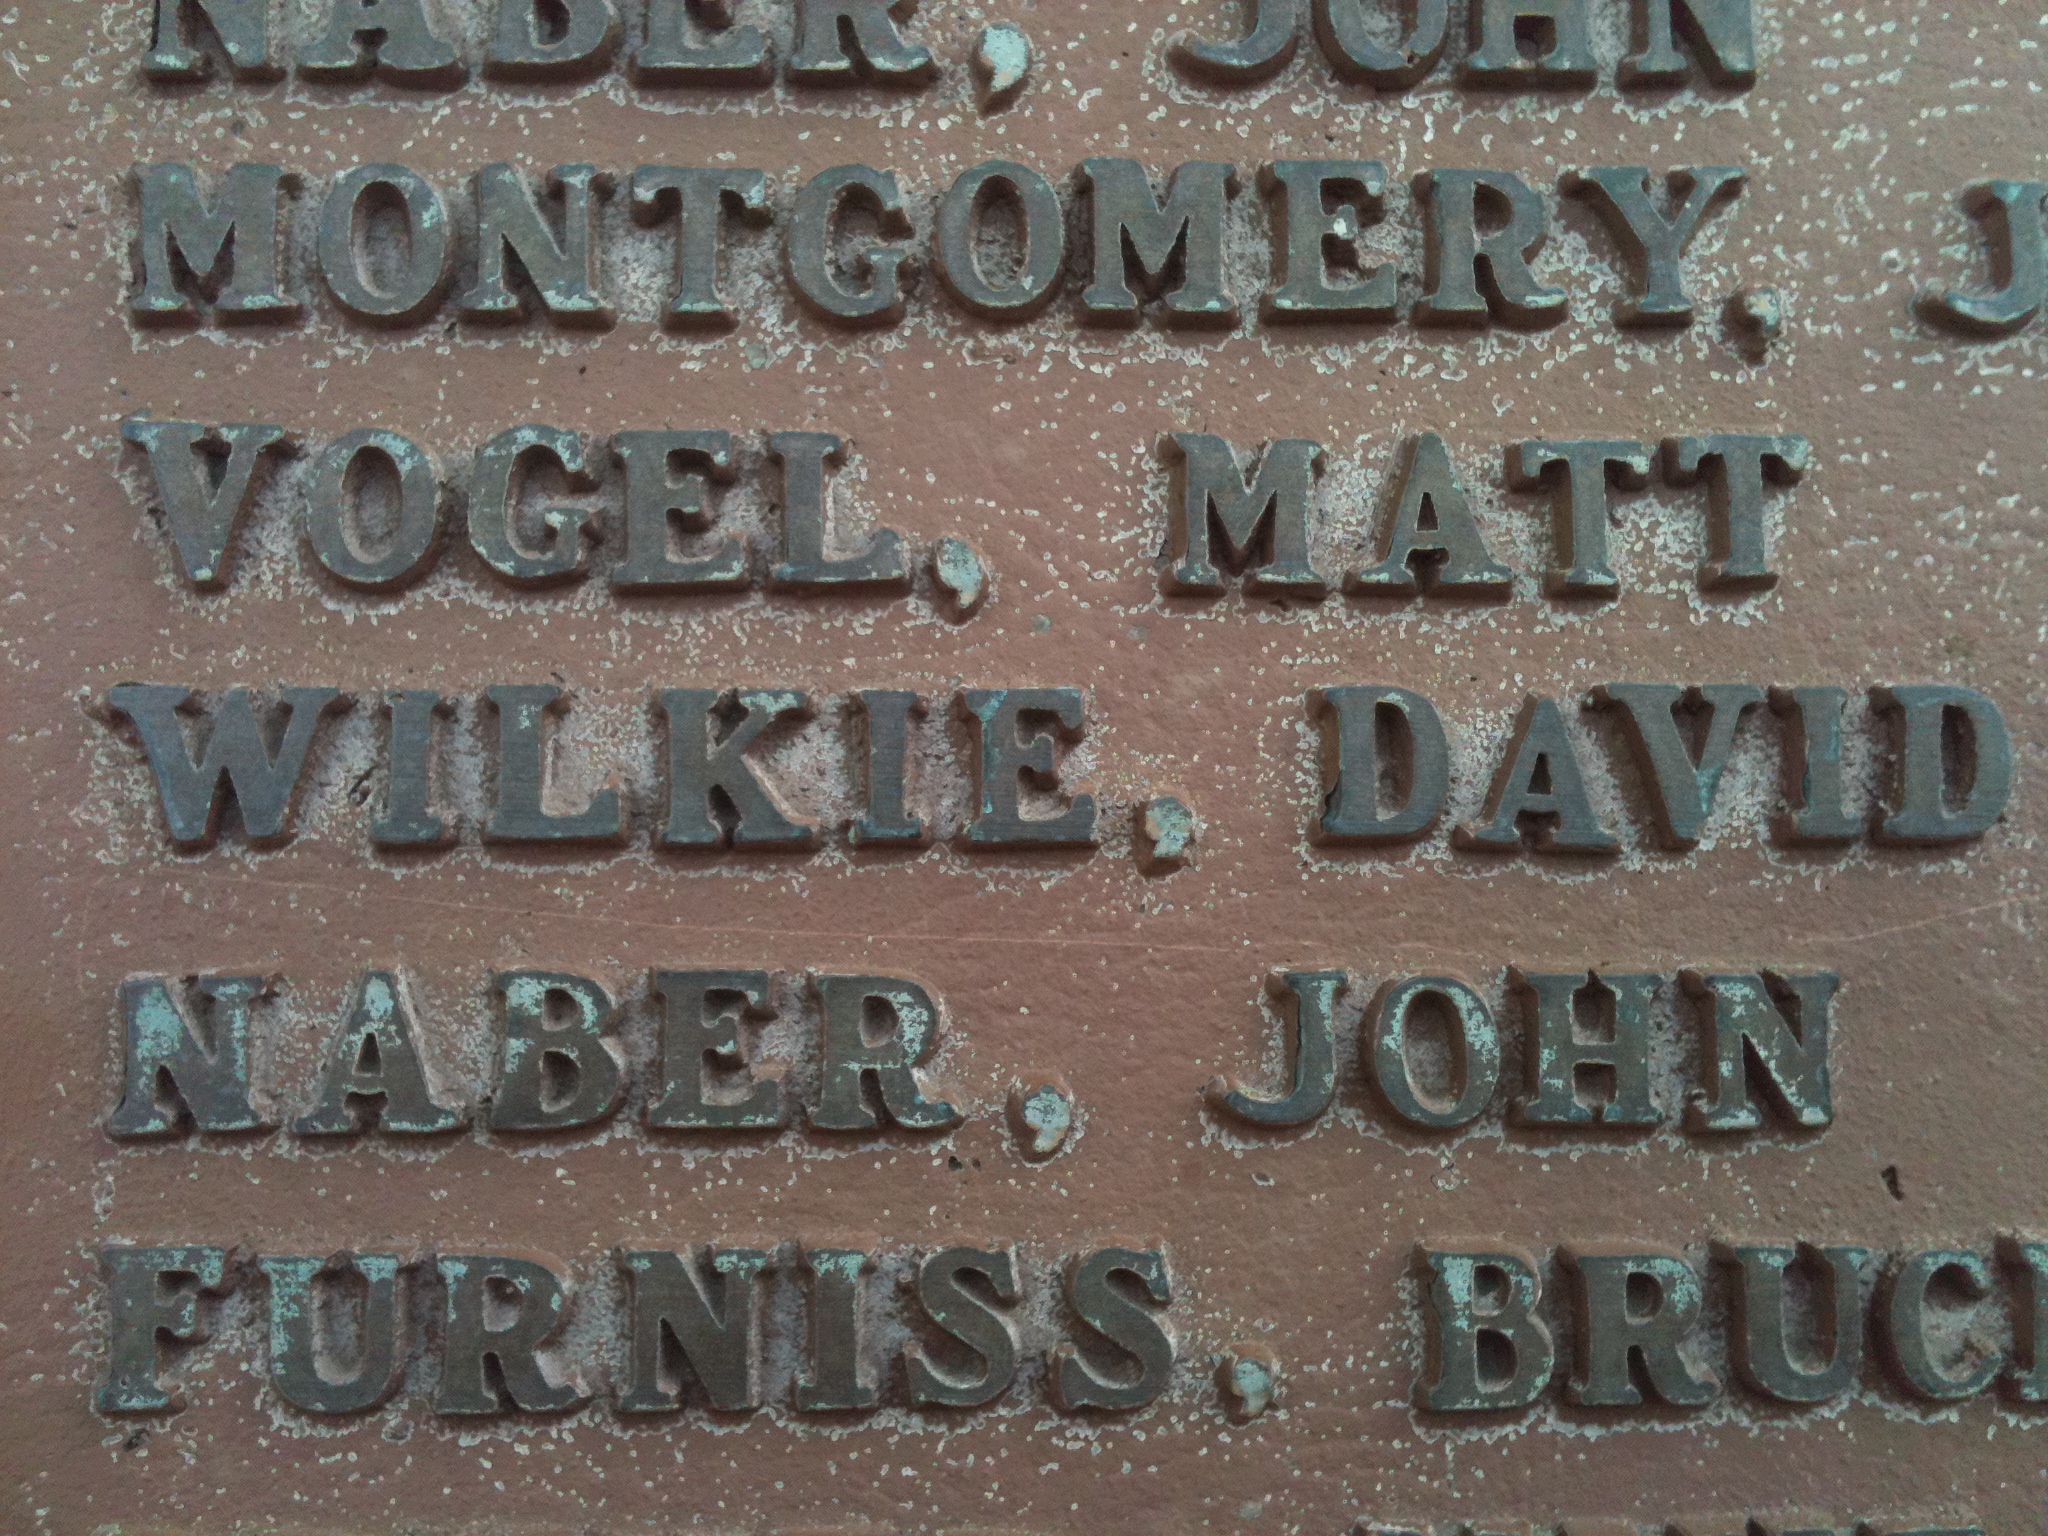 NABER, JOHN
MONTGOMERY, J
VOGEL, MATT
WILKIE, DAVID
NABER, JOHN
FURNISS, BRUC